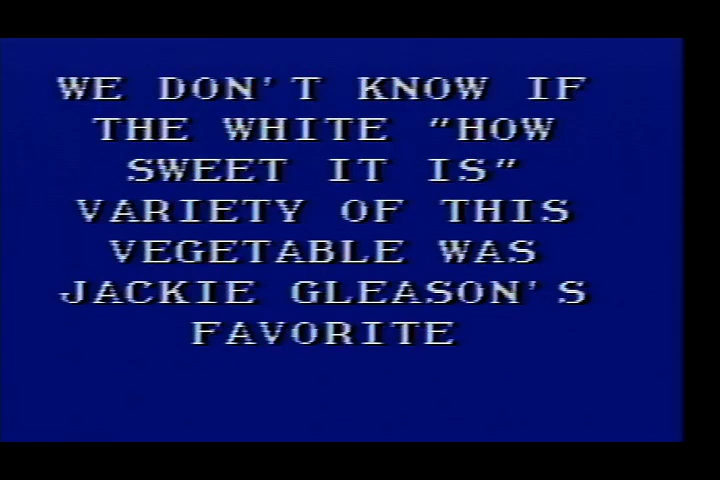 WE DON'T KNOW IF
THE WHITE "HOW
SWEET IT IS"
VARIETY OF THIS
VEGETABLE WAS
JACKIE GLEASON'S
FAVORITE